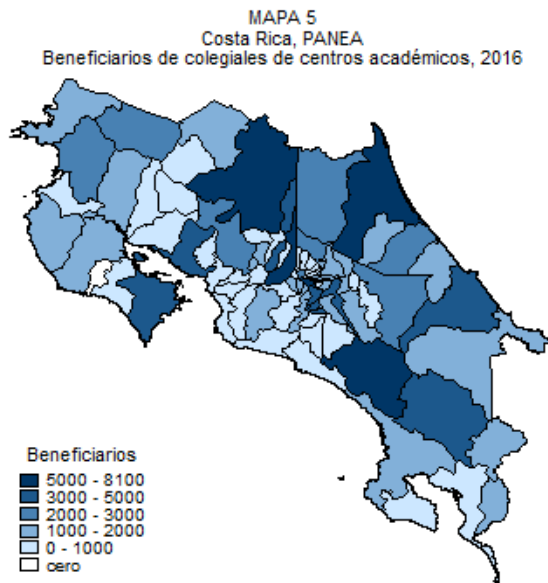 MAPA 5
Costa Rica, PANEA
Beneficiarios de colegiales de centros académicos, 2016
Beneficiarios
5000 - 8100
3000 - 5000
2000 - 3000
1000 - 2000
0 - 1000
cero